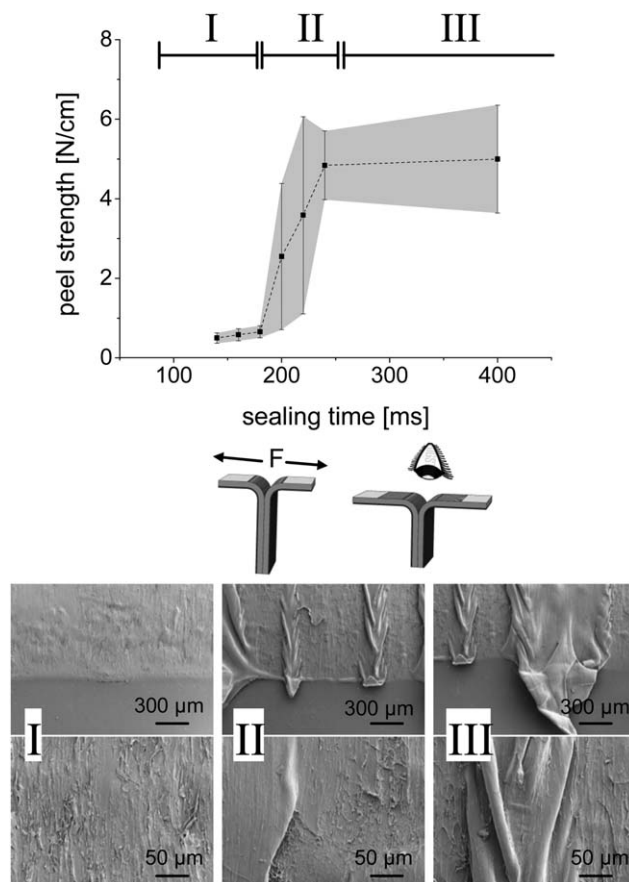 I II III
8
6
4
2
0
peel strength [N/cm]
100 200 300 400
sealing time [ms]
F
300 µm 300 µm 300 µm
I II III
50 µm 50 µm 50 µm